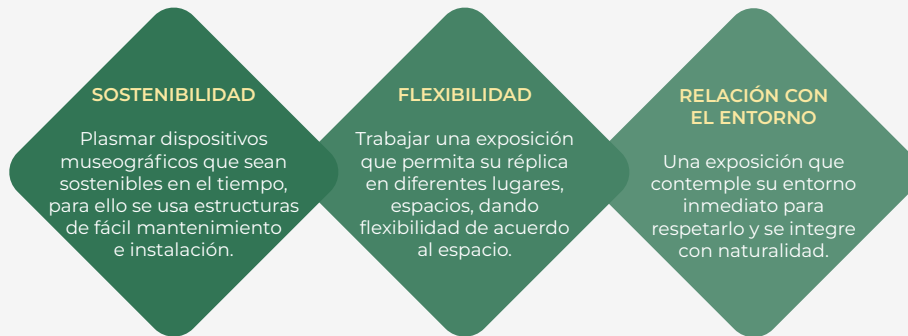 SOSTENIBILIDAD
Plasmar dispositivos
museográficos que sean
sostenibles en el tiempo,
para ello se usa estructuras
de fácil mantenimiento
e instalación.
FLEXIBILIDAD
Trabajar una exposición
que permita su réplica
en diferentes lugares,
espacios, dando
flexibilidad de acuerdo
al espacio.
RELACIÓN CON
EL ENTORNO
Una exposición que
contemple su entorno
inmediato para
respetarlo y se integre
con naturalidad.